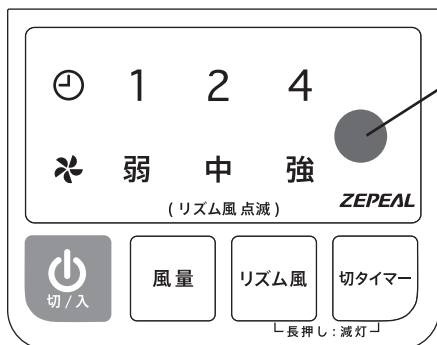 1 2 4
弱 中 強
(リズム風 点滅)
ZEPEAL
切/入
風量
リズム風
切タイマー
長押し:減灯